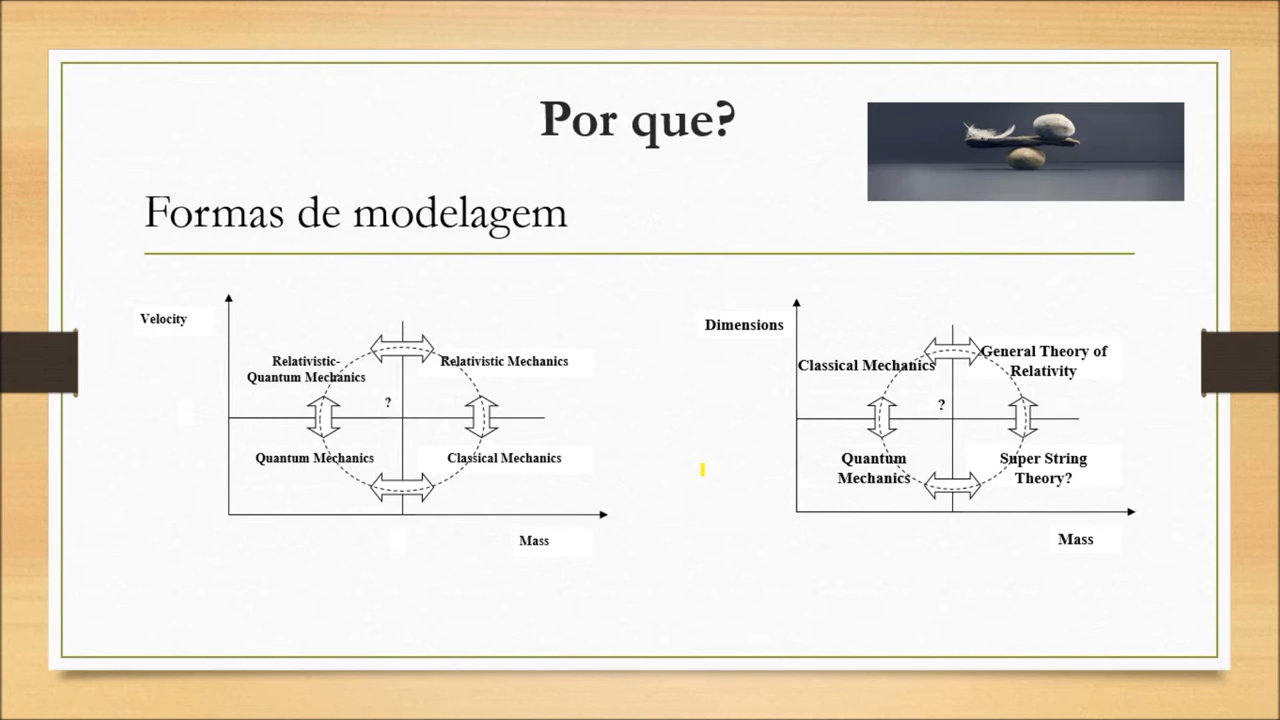 Por que?
Formas de modelagem
Velocity
Relativistic-
Quantum Mechanics
Relativistic Mechanics
?
Quantum Mechanics
Classical Mechanics
Mass
Dimensions
Classical Mechanics
General Theory of
Relativity
?
Quantum
Mechanics
Super String
Theory?
Mass